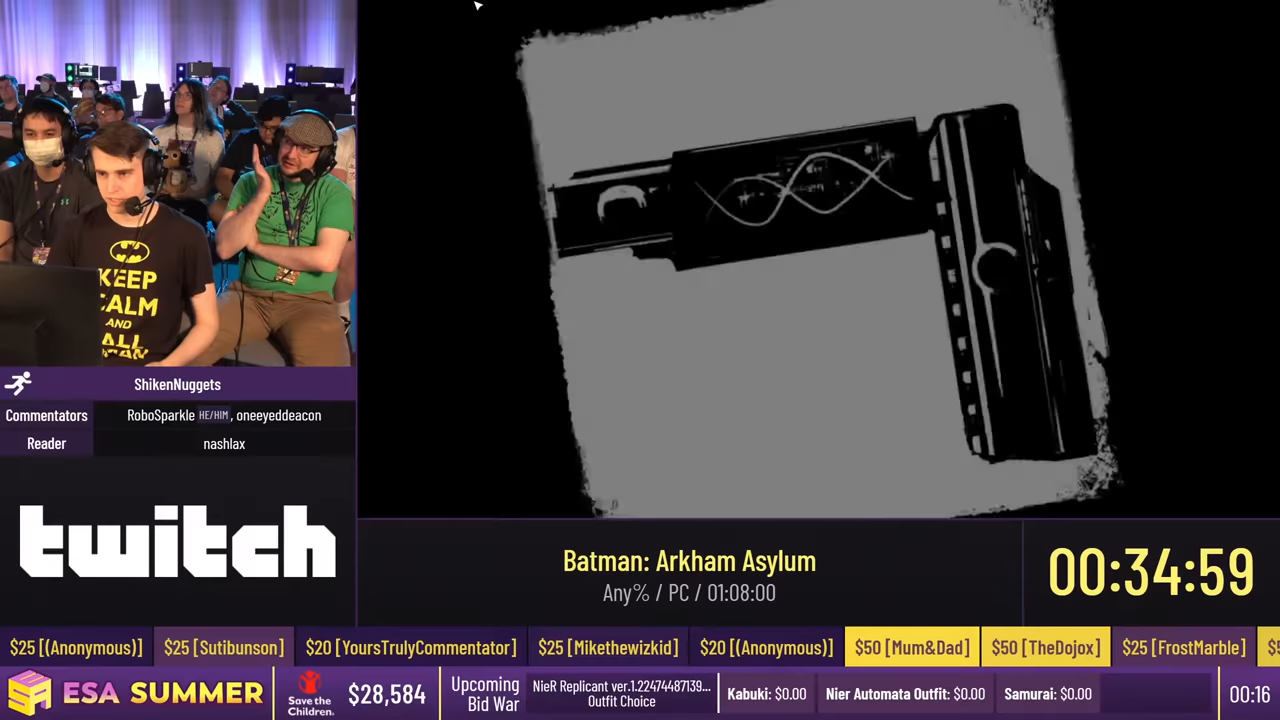 KEEP
CALM
AND
ALL
ShikenNuggets
Commentators
RoboSparkle HE/HIM, oneeyeddeacon
Reader
nashlax
twitch
Batman: Arkham Asylum
Any% / PC / 01:08:00
00:34:59
$25 [(Anonymous)]
$25 [Sutibunson]
$20 [YoursTrulyCommentator]
$25 [Mikethewizkid]
$20 [(Anonymous)]
$50 [Mum&Dad]
$50 [TheDojox]
$25 [FrostMarble]
ESA SUMMER
Save the
Children.
$28,584
Upcoming
Bid War
NieR Replicant ver.1.22474487139...
Outfit Choice
Kabuki: $0.00
Nier Automata Outfit: $0.00
Samurai: $0.00
00:16